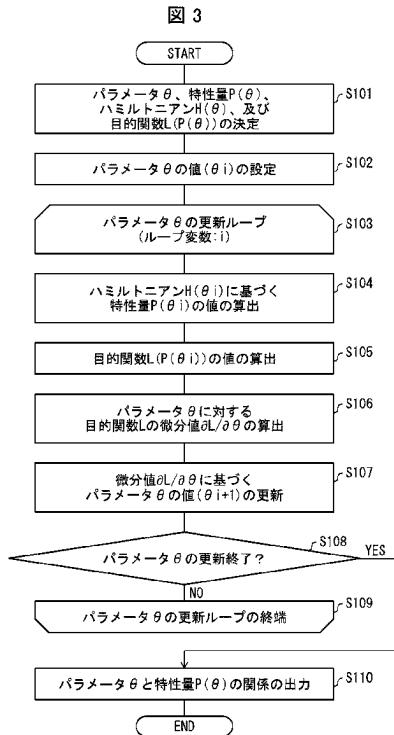 図 3
START
パラメータθ、特性量P(θ)、
ハミルトニアンH(θ)、及び
目的関数L(P(θ))の決定
S101
パラメータθの値(θi)の設定
S102
パラメータθの更新ループ
(ループ変数:i)
S103
ハミルトニアンH(θi)に基づく
特性量P(θi)の値の算出
S104
目的関数L(P(θi))の値の算出
S105
パラメータθに対する
目的関数Lの微分値∂L/∂θの算出
S106
微分値∂L/∂θに基づく
パラメータθの値(θi+1)の更新
S107
パラメータθの更新終了?
S108
YES
NO
パラメータθの更新ループの終端
S109
パラメータθと特性量P(θ)の関係の出力
S110
END